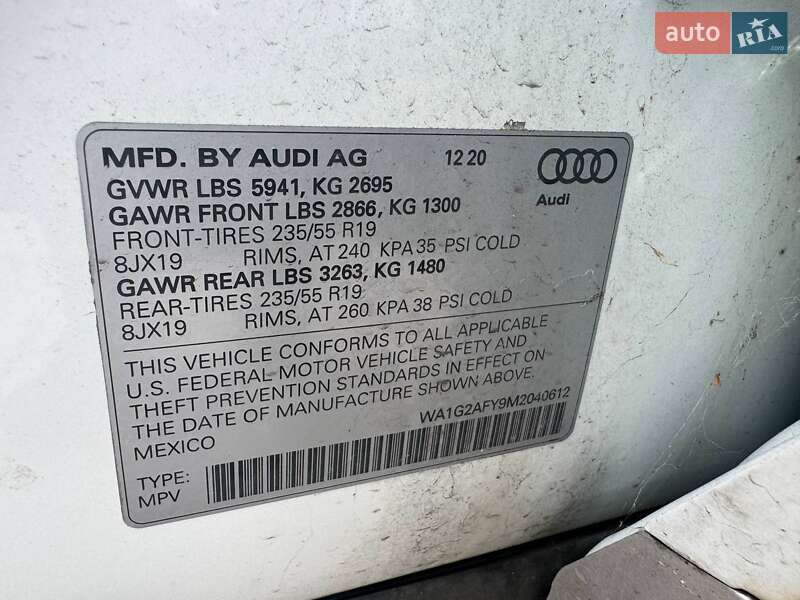 auto RIA .com
MFD. BY AUDI AG 12 20
Audi
GVWR LBS 5941, KG 2695
GAWR FRONT LBS 2866, KG 1300
FRONT-TIRES 235/55 R19
8JX19 RIMS, AT 240 KPA 35 PSI COLD
GAWR REAR LBS 3263, KG 1480
REAR-TIRES 235/55 R19
8JX19 RIMS, AT 260 KPA 38 PSI COLD
THIS VEHICLE CONFORMS TO ALL APPLICABLE
U.S. FEDERAL MOTOR VEHICLE SAFETY AND
THEFT PREVENTION STANDARDS IN EFFECT ON
THE DATE OF MANUFACTURE SHOWN ABOVE.
MEXICO WA1G2AFY9M2040612
TYPE:
MPV